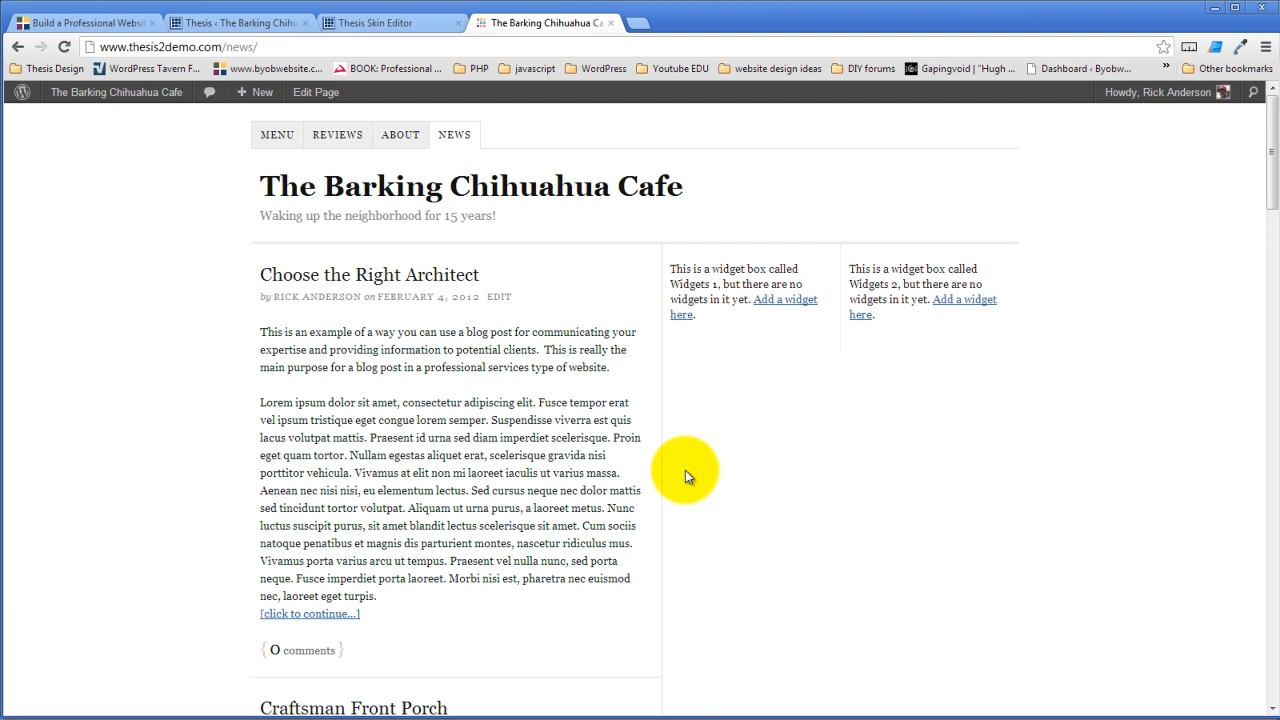 Build a Professional Websi
Thesis ‹ The Barking Chihu
Thesis Skin Editor
The Barking Chihuahua Ca
www.thesis2demo.com/news/
Thesis Design
WordPress Tavern F...
www.byobwebsite.c...
BOOK: Professional ...
PHP
javascript
WordPress
Youtube EDU
website design ideas
DIY forums
Gapingvoid "Hugh ...
Dashboard ‹ Byobw...
»
Other bookmarks
The Barking Chihuahua Cafe
+ New
Edit Page
Howdy, Rick Anderson
MENU
REVIEWS
ABOUT
NEWS
The Barking Chihuahua Cafe
Waking up the neighborhood for 15 years!
Choose the Right Architect
by RICK ANDERSON on FEBRUARY 4, 2012 EDIT
This is an example of a way you can use a blog post for communicating your
expertise and providing information to potential clients.  This is really the
main purpose for a blog post in a professional services type of website.
Lorem ipsum dolor sit amet, consectetur adipiscing elit. Fusce tempor erat
vel ipsum tristique eget congue lorem semper. Suspendisse viverra est quis
lacus volutpat mattis. Praesent id urna sed diam imperdiet scelerisque. Proin
eget quam tortor. Nullam egestas aliquet erat, scelerisque gravida nisi
porttitor vehicula. Vivamus at elit non mi laoreet iaculis ut varius massa.
Aenean nec nisi nisi, eu elementum lectus. Sed cursus neque nec dolor mattis
sed tincidunt tortor volutpat. Aliquam ut urna purus, a laoreet metus. Nunc
luctus suscipit purus, sit amet blandit lectus scelerisque sit amet. Cum sociis
natoque penatibus et magnis dis parturient montes, nascetur ridiculus mus.
Vivamus porta varius arcu ut tempus. Praesent vel nulla nunc, sed porta
neque. Fusce imperdiet porta laoreet. Morbi nisi est, pharetra nec euismod
nec, laoreet eget turpis.
[click to continue...]
{ 0 comments }
Craftsman Front Porch
This is a widget box called
Widgets 1, but there are no
widgets in it yet. Add a widget
here.
This is a widget box called
Widgets 2, but there are no
widgets in it yet. Add a widget
here.